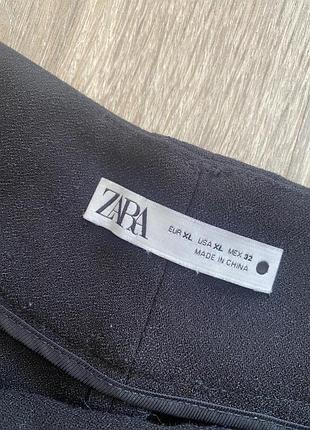 ZARA
EUR XL USA XL MEX 32
MADE IN CHINA